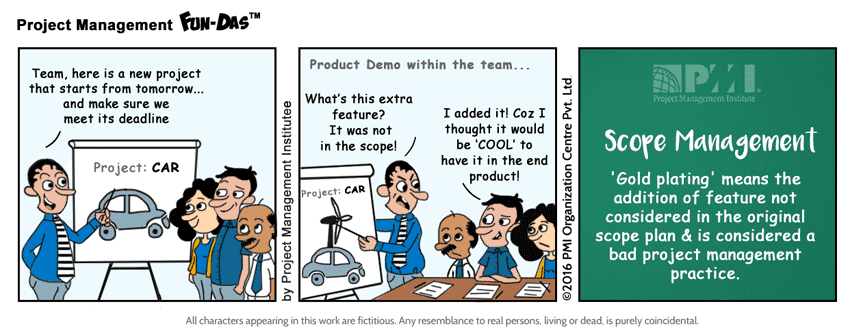 Project Management FUN-DAS™
Team, here is a new project
that starts from tomorrow...
and make sure we
meet its deadline
Project: CAR
by Project Management Institutee
Product Demo within the team...
What's this extra
feature?
It was not
in the scope!
I added it! Coz I
thought it would
be 'COOL' to
have it in the end
product!
Project: CAR
©2016 PMI Organization Centre Pvt. Ltd.
PMI®
Project Management Institute
Scope Management
'Gold plating' means the
addition of feature not
considered in the original
scope plan & is considered a
bad project management
practice.
All characters appearing in this work are fictitious. Any resemblance to real persons, living or dead, is purely coincidental.